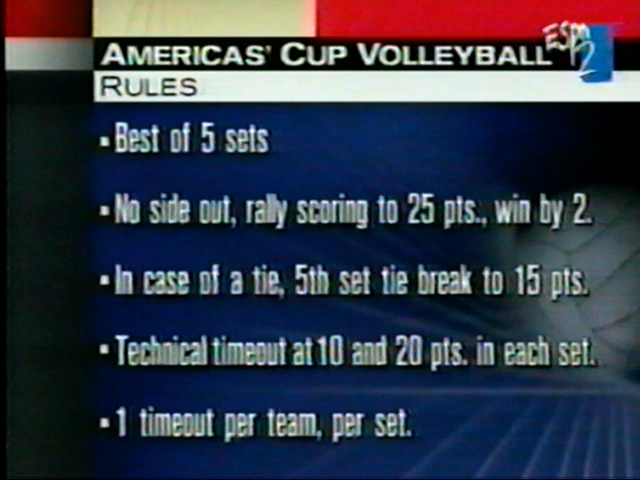 AMERICAS' CUP VOLLEYBALL
ESPN
2
RULES
▪Best of 5 sets
▪No side out, rally scoring to 25 pts., win by 2.
▪In case of a tie, 5th set tie break to 15 pts.
▪Technical timeout at 10 and 20 pts. in each set.
▪1 timeout per team, per set.